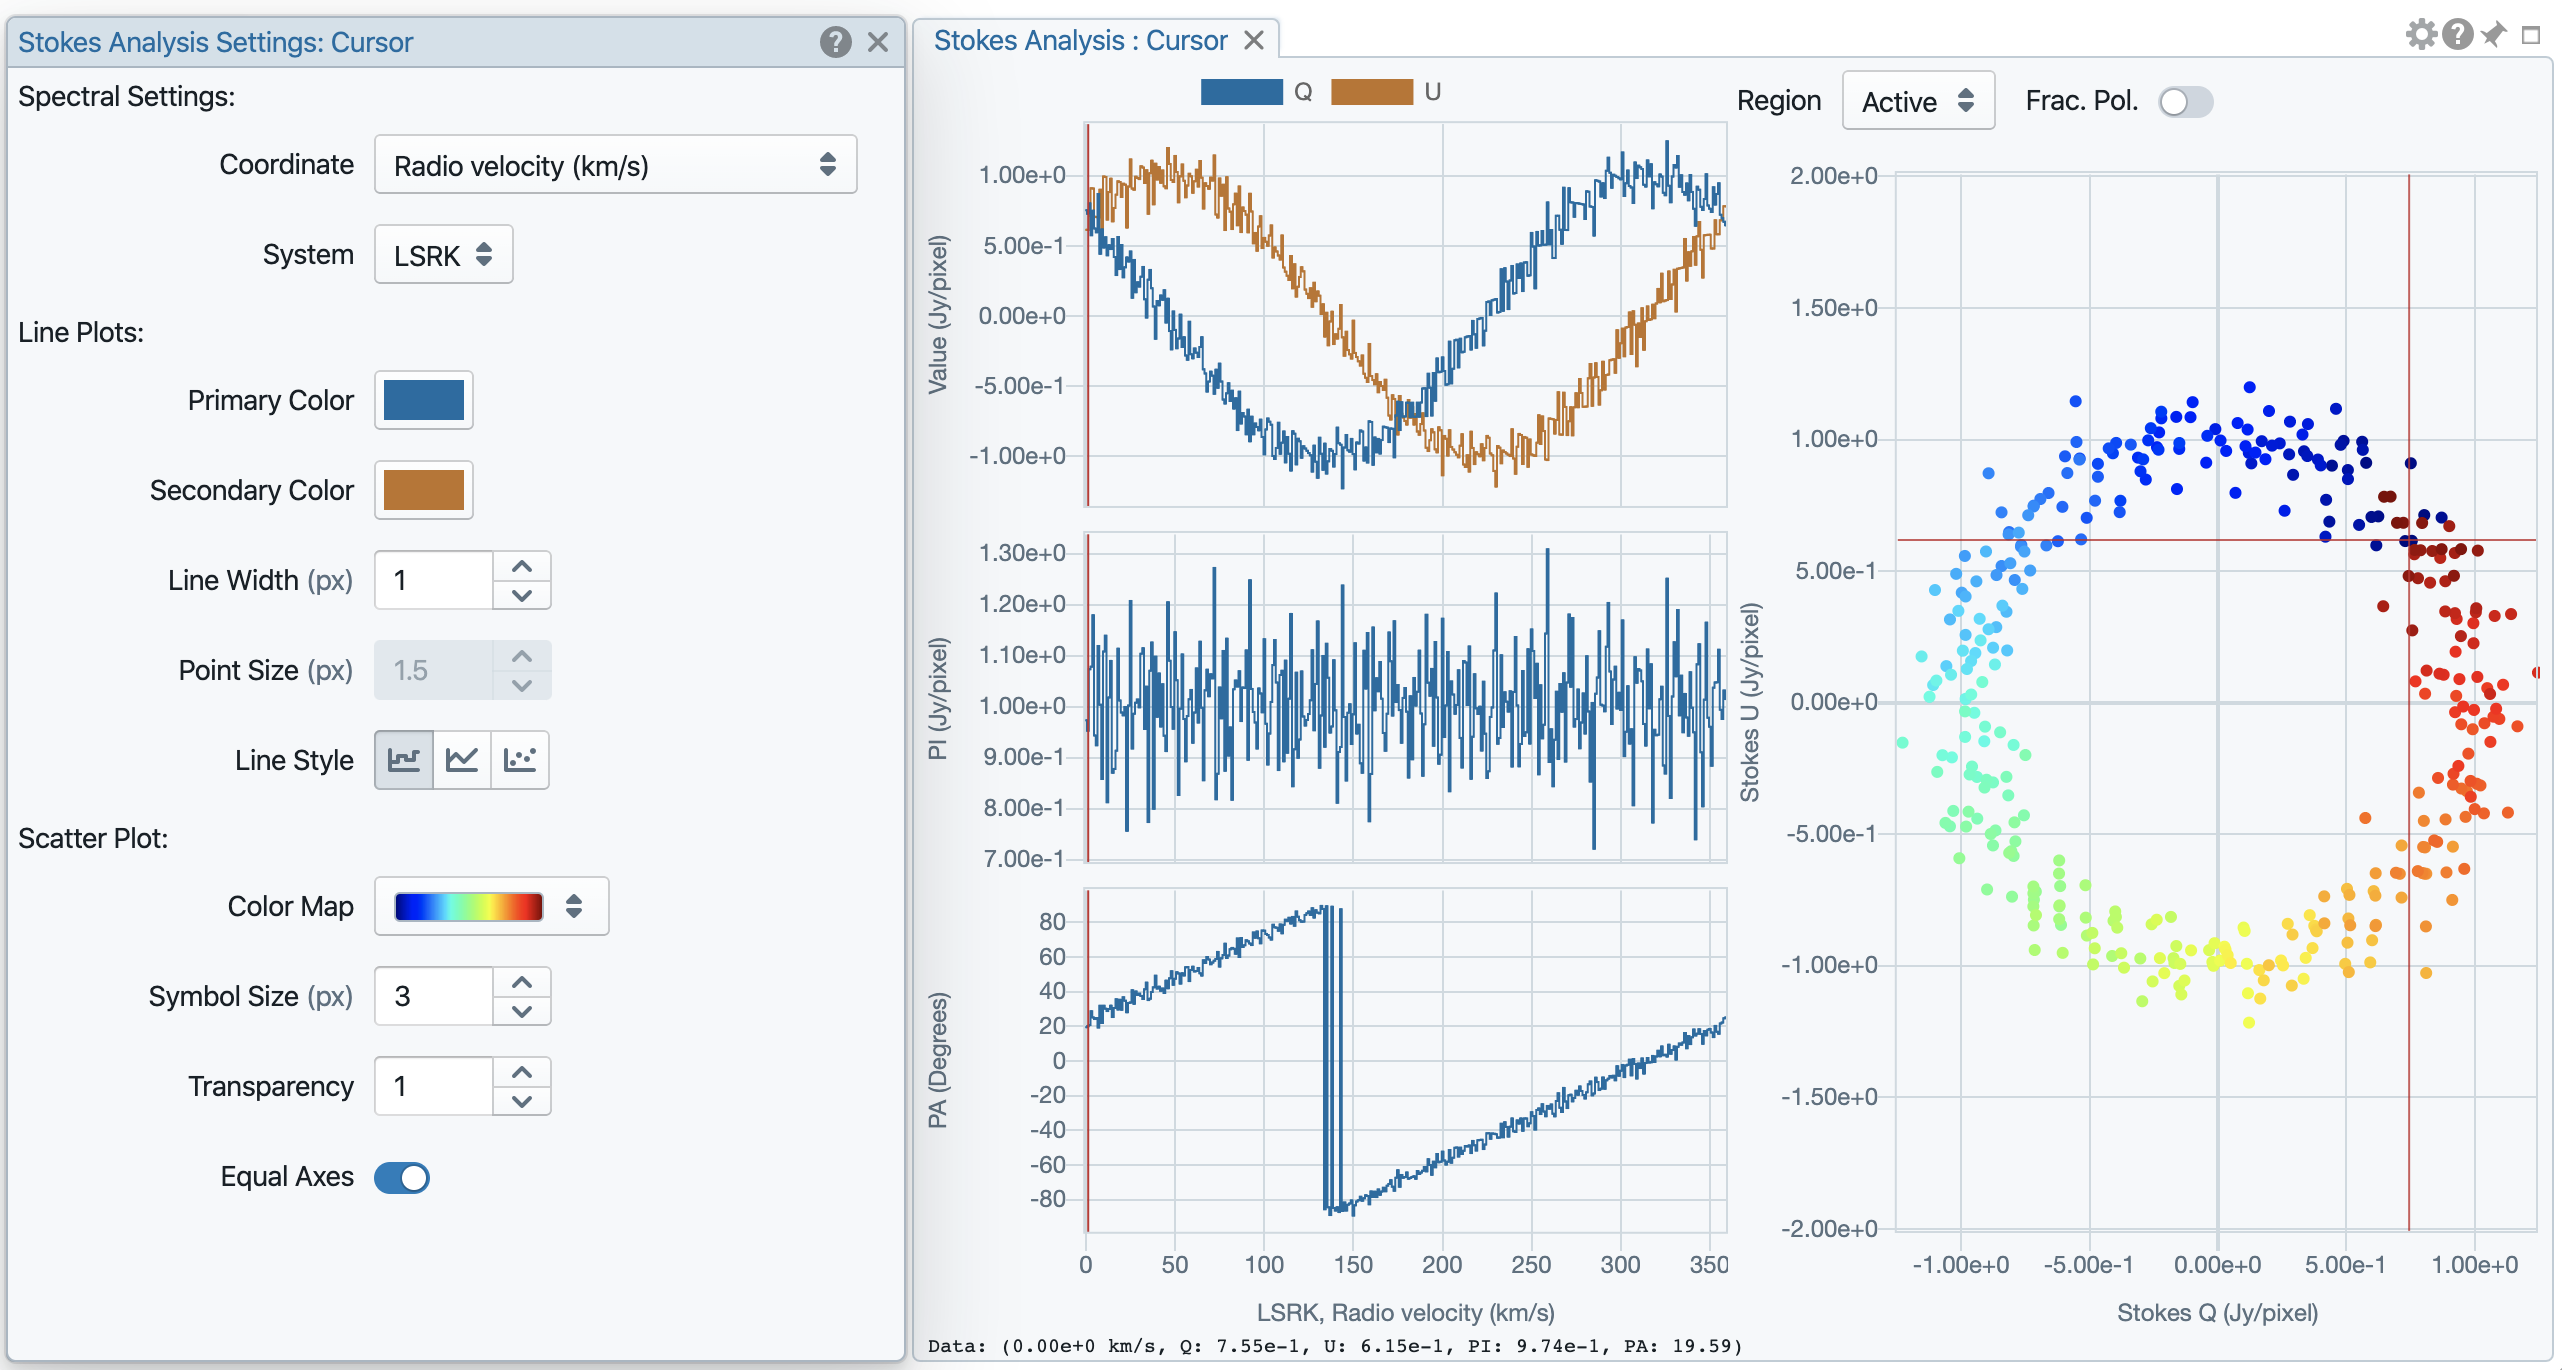 Stokes Analysis Settings: Cursor
Spectral Settings:
Coordinate Radio velocity (km/s)
System LSRK
Line Plots:
Primary Color
Secondary Color
Line Width (px) 1
Point Size (px) 1.5
Line Style
Scatter Plot:
Color Map
Symbol Size (px) 3
Transparency 1
Equal Axes
Stokes Analysis : Cursor
Q U
1.00e+0
5.00e-1
0.00e+0
-5.00e-1
-1.00e+0
Value (Jy/pixel)
1.30e+0
1.20e+0
1.10e+0
1.00e+0
9.00e-1
8.00e-1
7.00e-1
PI (Jy/pixel)
80
60
40
20
0
-20
-40
-60
-80
PA (Degrees)
0 50 100 150 200 250 300 350
LSRK, Radio velocity (km/s)
Data: (0.00e+0 km/s, Q: 7.55e-1, U: 6.15e-1, PI: 9.74e-1, PA: 19.59)
Region Active Frac. Pol.
2.00e+0
1.50e+0
1.00e+0
5.00e-1
0.00e+0
-5.00e-1
-1.00e+0
-1.50e+0
-2.00e+0
Stokes U (Jy/pixel)
-1.00e+0 -5.00e-1 0.00e+0 5.00e-1 1.00e+0
Stokes Q (Jy/pixel)